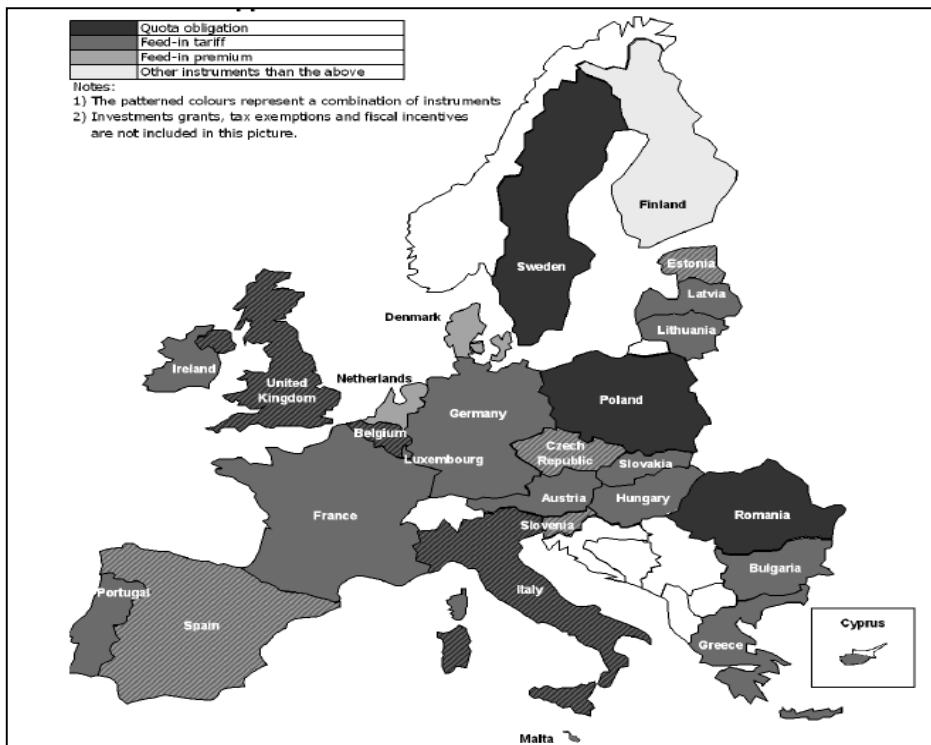 Quota obligation
Feed-in tariff
Feed-in premium
Other instruments than the above
Notes:
1) The patterned colours represent a combination of instruments
2) Investments grants, tax exemptions and fiscal incentives
are not included in this picture.
Finland
Sweden
Estonia
Latvia
Lithuania
Denmark
Ireland
United
Kingdom
Netherlands
Belgium
Luxembourg
Germany
Poland
Czech
Republic
Slovakia
Austria
Hungary
France
Slovenia
Romania
Italy
Bulgaria
Portugal
Spain
Greece
Cyprus
Malta